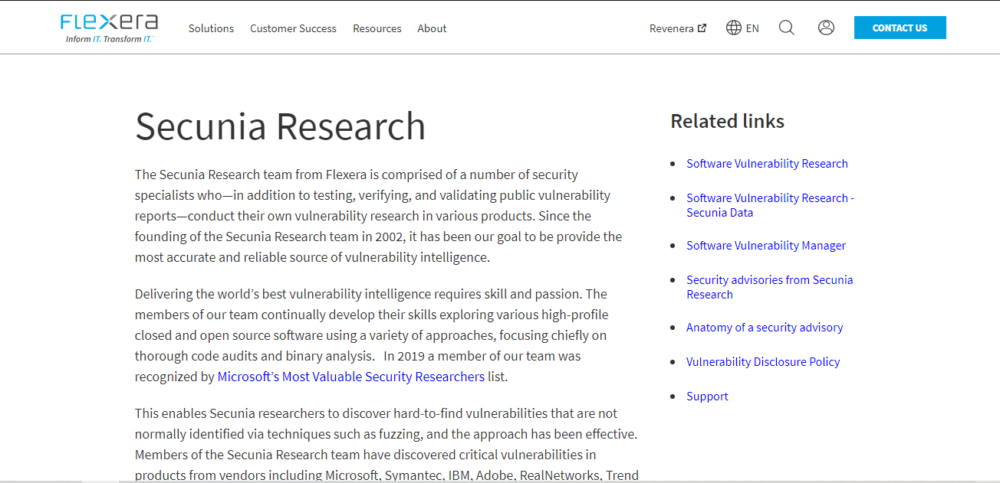 Flexera
Inform IT. Transform IT.
Solutions
Customer Success
Resources
About
Revenera
EN
CONTACT US
Secunia Research
The Secunia Research team from Flexera is comprised of a number of security
specialists who—in addition to testing, verifying, and validating public vulnerability
reports—conduct their own vulnerability research in various products. Since the
founding of the Secunia Research team in 2002, it has been our goal to be provide the
most accurate and reliable source of vulnerability intelligence.
Delivering the world’s best vulnerability intelligence requires skill and passion. The
members of our team continually develop their skills exploring various high-profile
closed and open source software using a variety of approaches, focusing chiefly on
thorough code audits and binary analysis.  In 2019 a member of our team was
recognized by Microsoft’s Most Valuable Security Researchers list.
This enables Secunia researchers to discover hard-to-find vulnerabilities that are not
normally identified via techniques such as fuzzing, and the approach has been effective.
Members of the Secunia Research team have discovered critical vulnerabilities in
products from vendors including Microsoft, Symantec, IBM, Adobe, RealNetworks, Trend
Related links
Software Vulnerability Research
Software Vulnerability Research -
Secunia Data
Software Vulnerability Manager
Security advisories from Secunia
Research
Anatomy of a security advisory
Vulnerability Disclosure Policy
Support